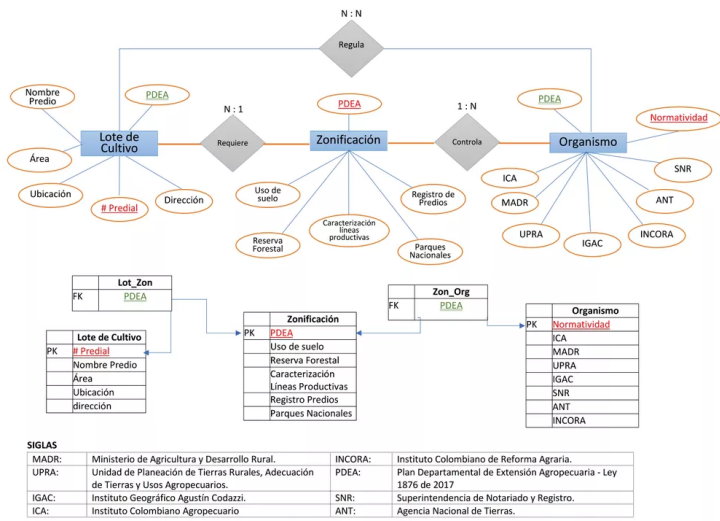 N : N
Regula
Nombre
Predio
PDEA
Lote de
Cultivo
Área
Ubicación
# Predial
Dirección
N : 1
Requiere
PDEA
Zonificación
Uso de
suelo
Reserva
Forestal
Caracterización
líneas
productivas
Parques
Nacionales
Registro de
Predios
1 : N
Controla
PDEA
Normatividad
Organismo
ICA
MADR
UPRA
IGAC
INCORA
ANT
SNR
Lot_Zon
FK PDEA
Lote de Cultivo
PK # Predial
Nombre Predio
Área
Ubicación
dirección
Zonificación
PK PDEA
Uso de suelo
Reserva Forestal
Caracterización
Líneas Productivas
Registro Predios
Parques Nacionales
Zon_Org
FK PDEA
Organismo
PK Normatividad
ICA
MADR
UPRA
IGAC
SNR
ANT
INCORA
SIGLAS
MADR: Ministerio de Agricultura y Desarrollo Rural. INCORA: Instituto Colombiano de Reforma Agraria.
UPRA: Unidad de Planeación de Tierras Rurales, Adecuación PDEA: Plan Departamental de Extensión Agropecuaria - Ley
de Tierras y Usos Agropecuarios. 1876 de 2017
IGAC: Instituto Geográfico Agustín Codazzi. SNR: Superintendencia de Notariado y Registro.
ICA: Instituto Colombiano Agropecuario ANT: Agencia Nacional de Tierras.